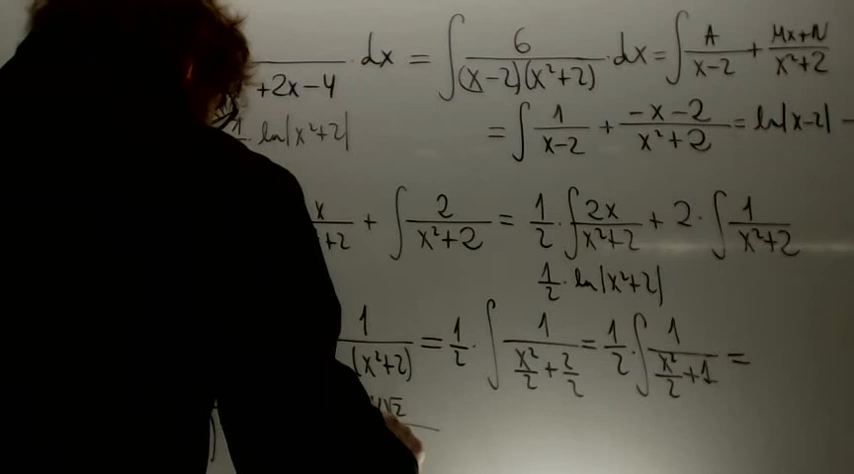 +2x-4 · dx = ∫ 6/((x-2)(x²+2)) · dx = ∫ A/(x-2) + (Mx+N)/(x²+2)
1 · ln|x²+2| = ∫ 1/(x-2) + (-x-2)/(x²+2) = ln|x-2| -
x/+2 + ∫ 2/(x²+2) = 1/2 · ∫ 2x/(x²+2) + 2 · ∫ 1/(x²+2)
1/2 · ln|x²+2|
1/(x²+2) = 1/2 · ∫ 1/(x²/2 + 2/2) = 1/2 ∫ 1/(x²/2 + 1) =
√2